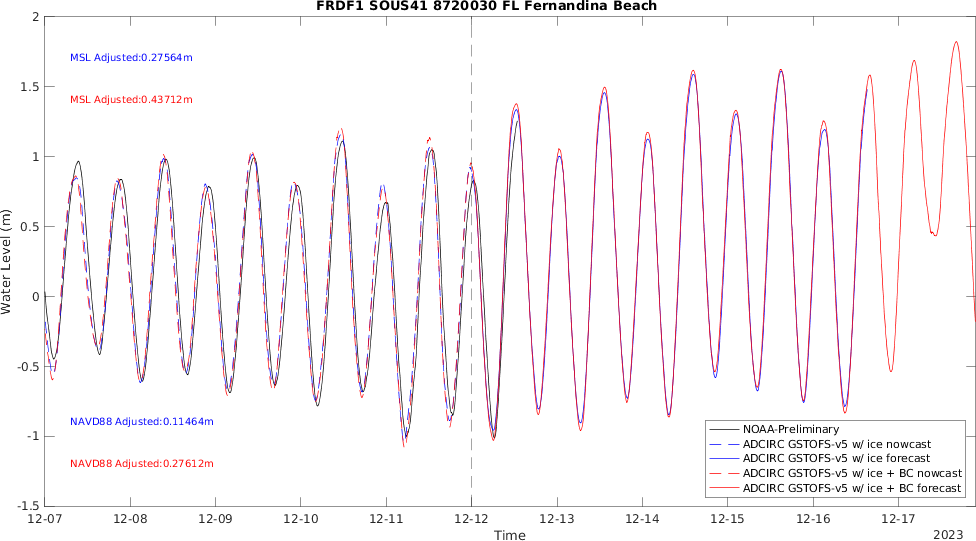 FRDF1 SOUS41 8720030 FL Fernandina Beach
2
MSL Adjusted:0.27564m
1.5
MSL Adjusted:0.43712m
1
0.5
Water Level (m)
0
-0.5
NAVD88 Adjusted:0.11464m
-1
NAVD88 Adjusted:0.27612m
-1.5
NOAA-Preliminary
ADCIRC GSTOFS-v5 w/ ice nowcast
ADCIRC GSTOFS-v5 w/ ice forecast
ADCIRC GSTOFS-v5 w/ ice + BC nowcast
ADCIRC GSTOFS-v5 w/ ice + BC forecast
12-07 12-08 12-09 12-10 12-11 12-12 12-13 12-14 12-15 12-16 12-17
Time
2023